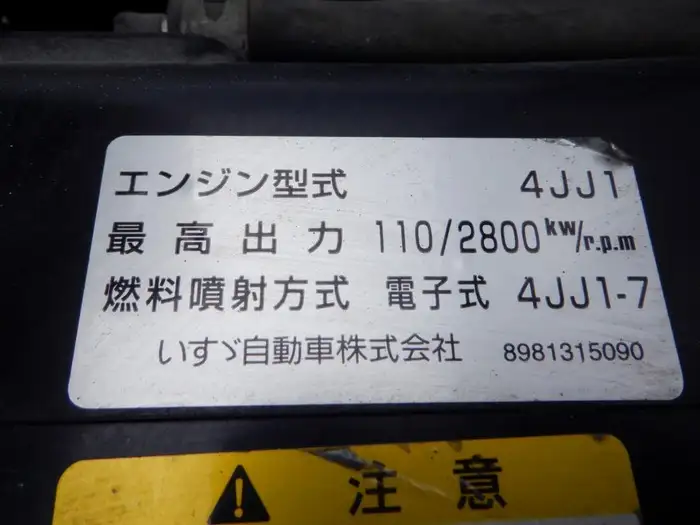 エンジン型式 4JJ1
最高出力 110/2800kw/r.p.m
燃料噴射方式 電子式 4JJ1-7
いすゞ自動車株式会社 8981315090
注意